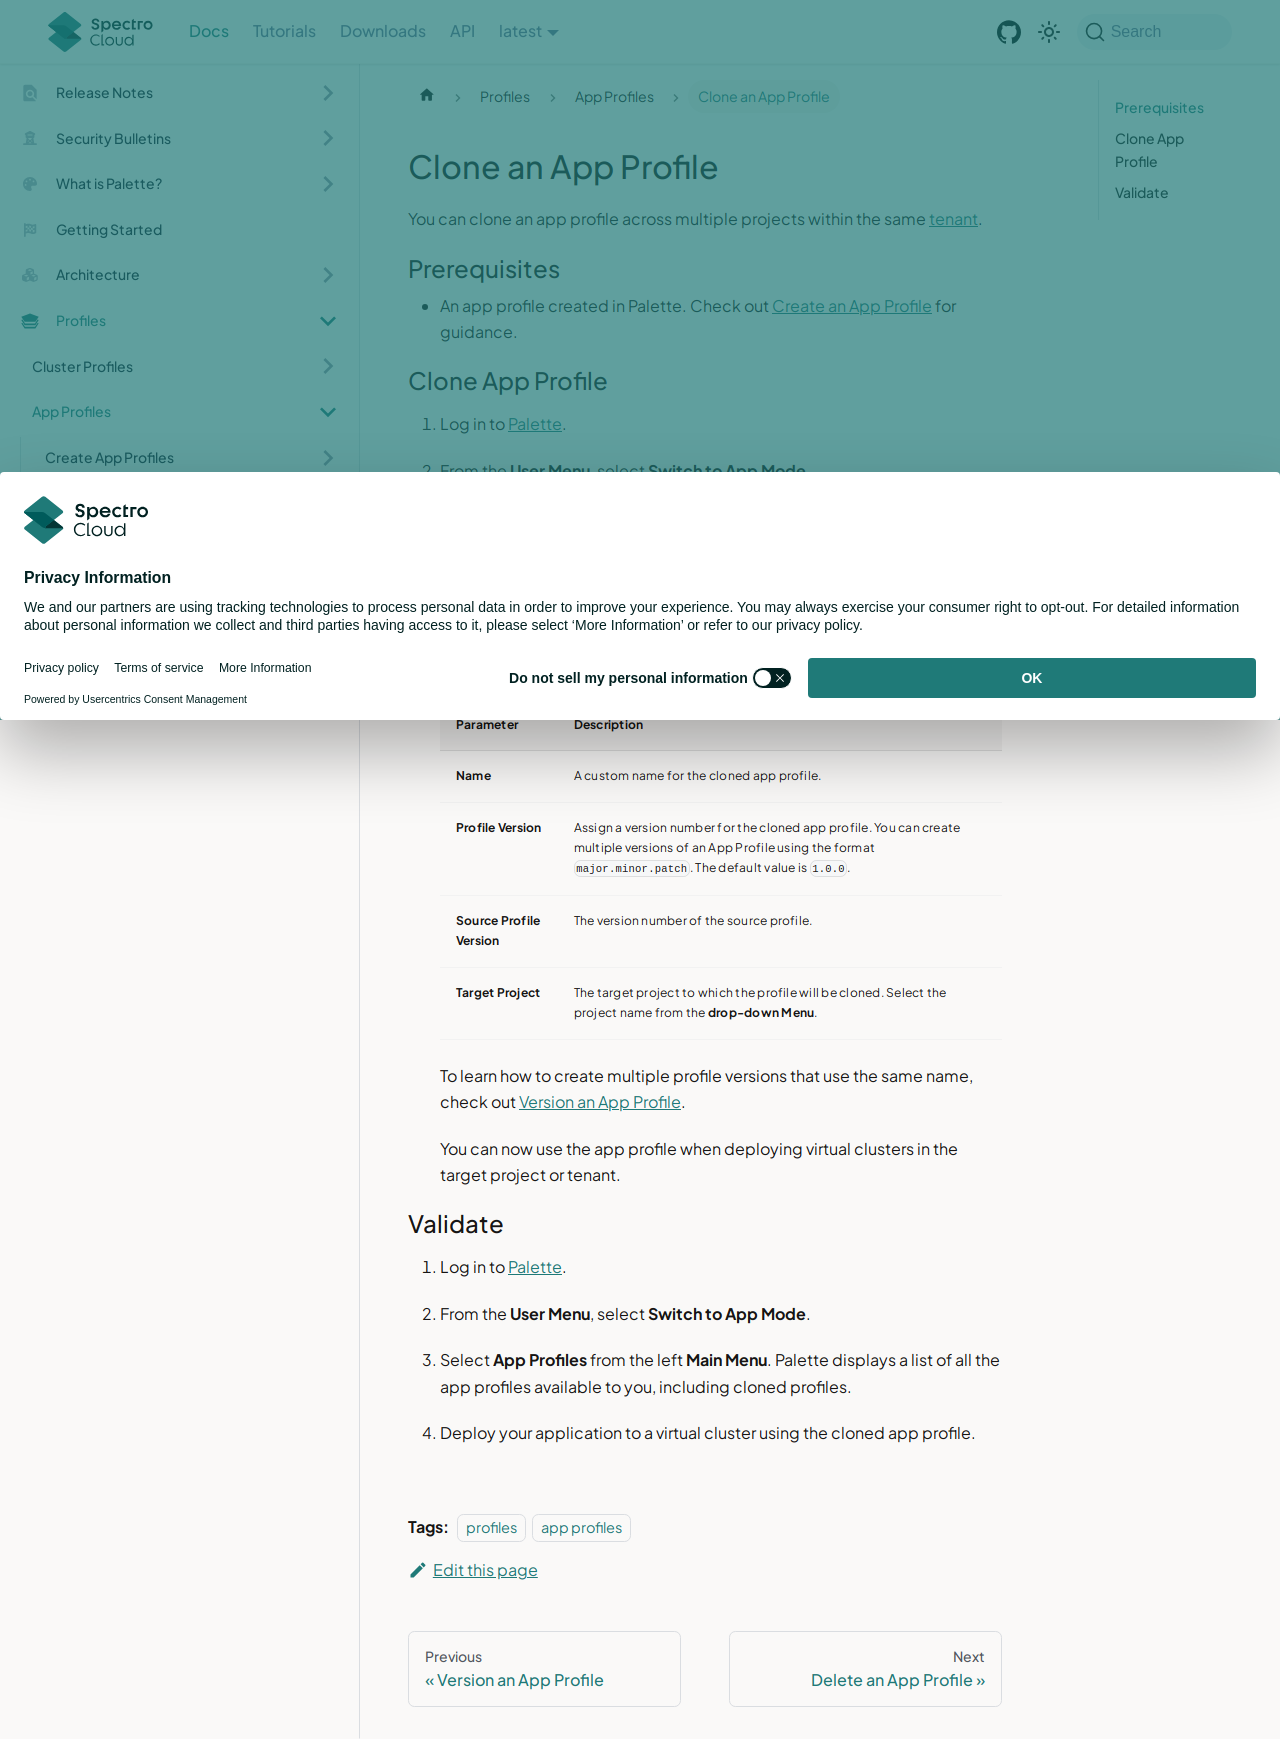 Spectro Cloud
Docs
Tutorials
Downloads
API
latest
Search
Release Notes
Security Bulletins
What is Palette?
Getting Started
Architecture
Profiles
Cluster Profiles
App Profiles
Create App Profiles
Profiles
App Profiles
Clone an App Profile
Prerequisites
Clone App
Profile
Validate
Clone an App Profile
You can clone an app profile across multiple projects within the same tenant.
Prerequisites
An app profile created in Palette. Check out Create an App Profile for
guidance.
Clone App Profile
1. Log in to Palette.
2. From the User Menu, select Switch to App Mode.
Spectro
Cloud
Privacy Information
We and our partners are using tracking technologies to process personal data in order to improve your experience. You may always exercise your consumer right to opt-out. For detailed information
about personal information we collect and third parties having access to it, please select ‘More Information’ or refer to our privacy policy.
Privacy policy
Terms of service
More Information
Do not sell my personal information
OK
Powered by Usercentrics Consent Management
Parameter Description
Name A custom name for the cloned app profile.
Profile Version Assign a version number for the cloned app profile. You can create
multiple versions of an App Profile using the format
major.minor.patch. The default value is 1.0.0.
Source Profile The version number of the source profile.
Version
Target Project The target project to which the profile will be cloned. Select the
project name from the drop-down Menu.
To learn how to create multiple profile versions that use the same name,
check out Version an App Profile.
You can now use the app profile when deploying virtual clusters in the
target project or tenant.
Validate
1. Log in to Palette.
2. From the User Menu, select Switch to App Mode.
3. Select App Profiles from the left Main Menu. Palette displays a list of all the
app profiles available to you, including cloned profiles.
4. Deploy your application to a virtual cluster using the cloned app profile.
Tags: profiles app profiles
Edit this page
Previous
« Version an App Profile
Next
Delete an App Profile »